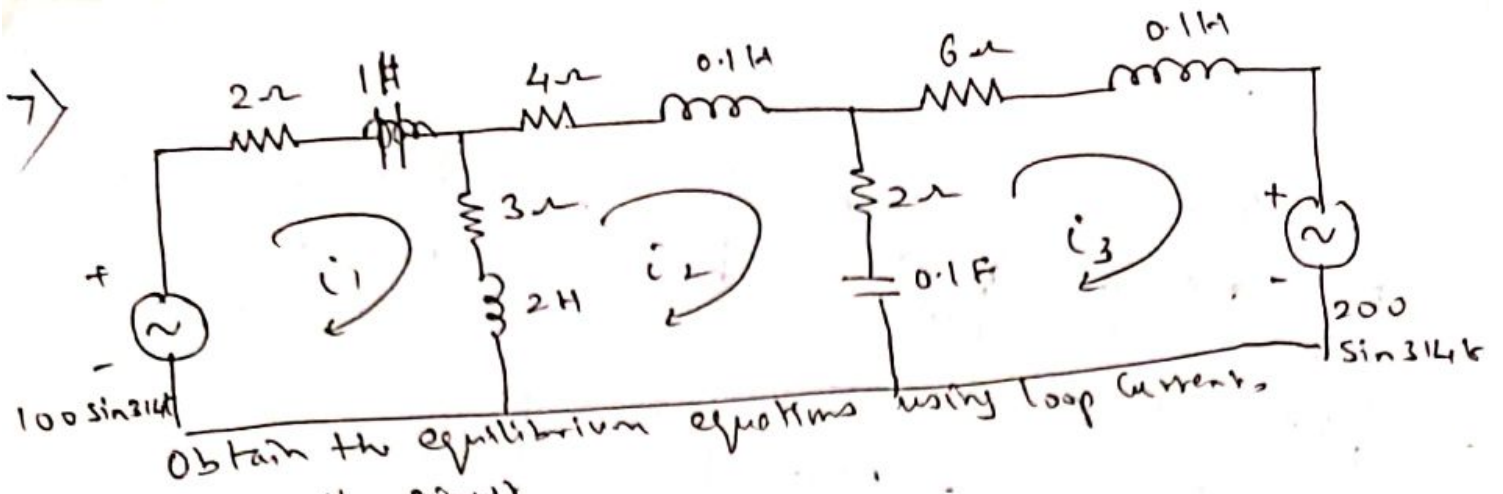 7>
2Ω
1H
4Ω
0.1H
6Ω
0.1H
3Ω
2H
2Ω
0.1F
i1
i2
i3
+
-
100 sin314t
+
-
200
Sin314t
Obtain the equilibrium equations using loop currents.